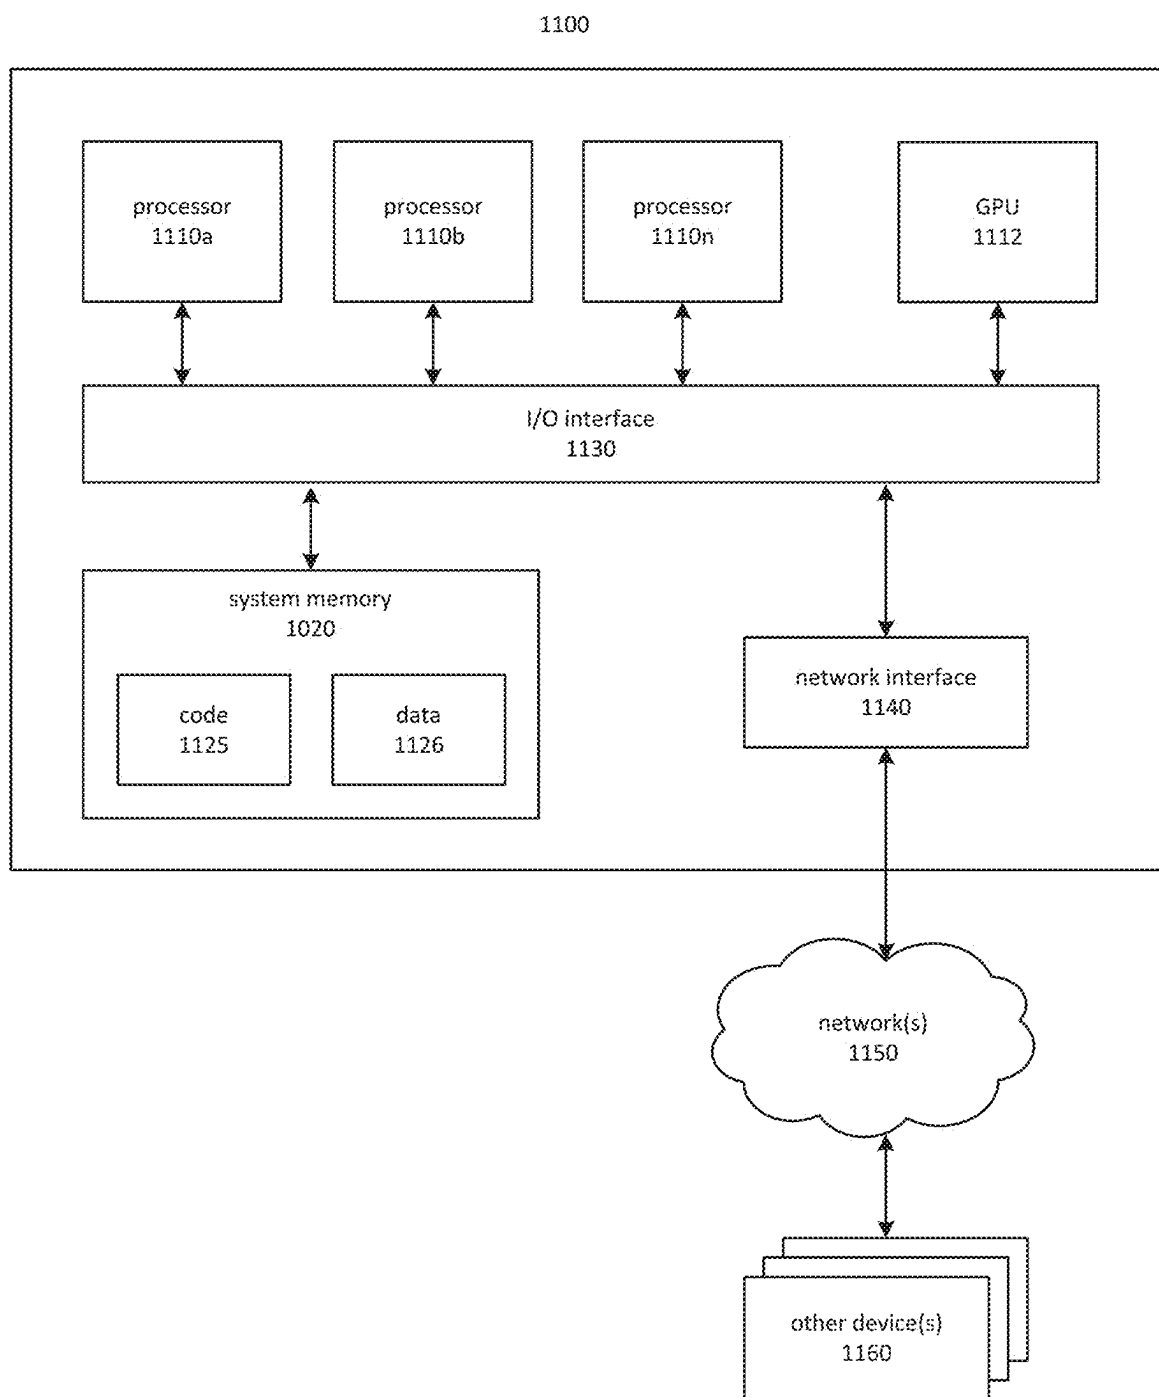 1100
processor
1110a
processor
1110b
processor
1110n
GPU
1112
I/O interface
1130
system memory
1020
code
1125
data
1126
network interface
1140
network(s)
1150
other device(s)
1160